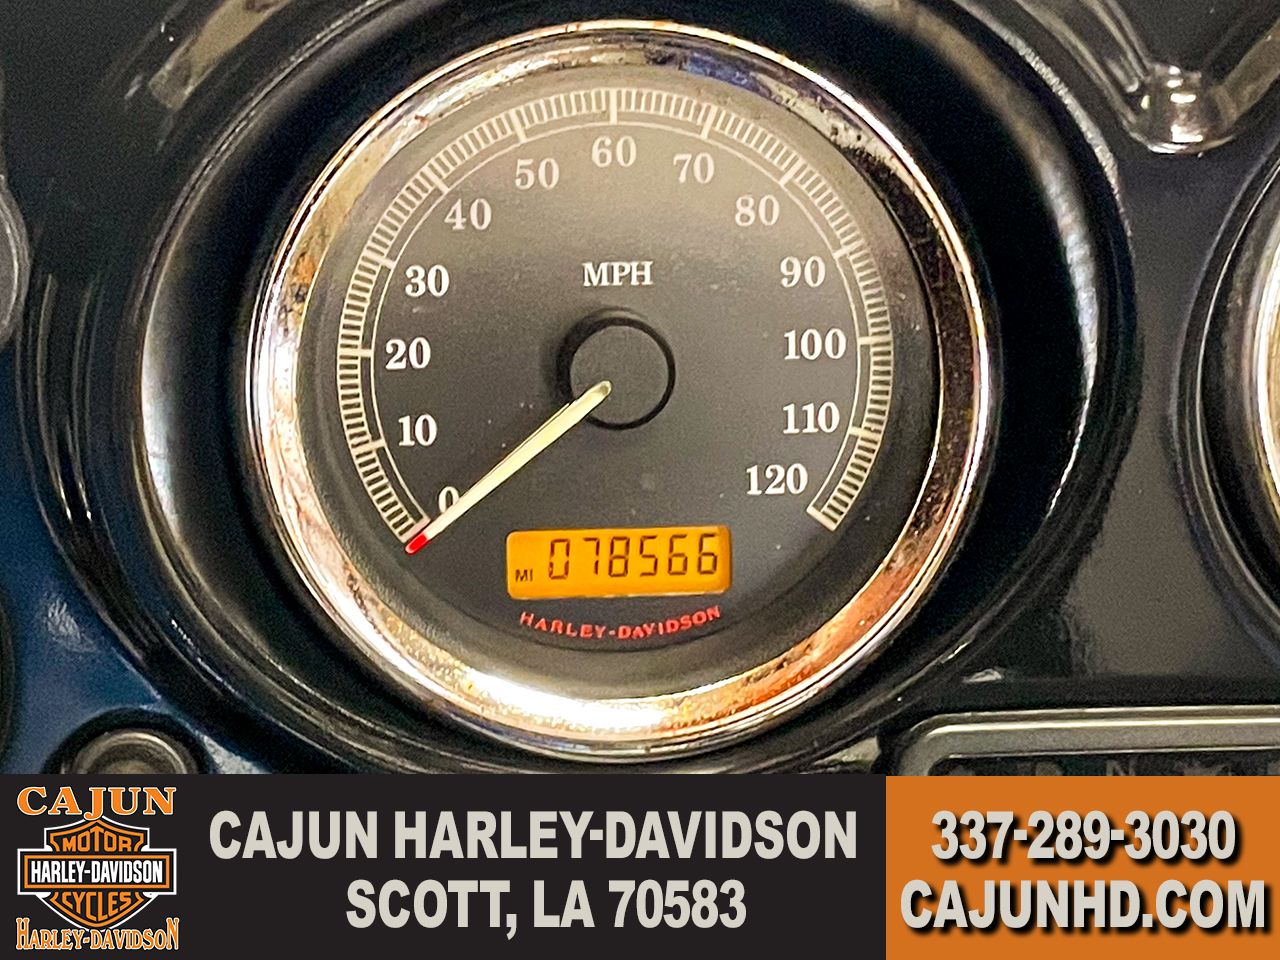 60
50
70
40
80
MPH
30
90
20
100
10
110
0
120
MI 078566
HARLEY-DAVIDSON
CAJUN
MOTOR
HARLEY-DAVIDSON
CYCLES
HARLEY-DAVIDSON
CAJUN HARLEY-DAVIDSON
SCOTT, LA 70583
337-289-3030
CAJUNHD.COM